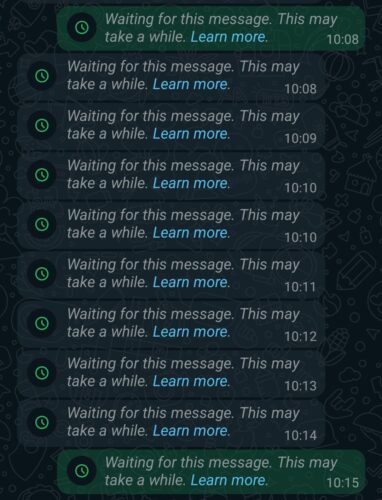 Waiting for this message. This may
take a while. Learn more. 10:08
Waiting for this message. This may
take a while. Learn more. 10:08
Waiting for this message. This may
take a while. Learn more. 10:09
Waiting for this message. This may
take a while. Learn more. 10:10
Waiting for this message. This may
take a while. Learn more. 10:10
Waiting for this message. This may
take a while. Learn more. 10:11
Waiting for this message. This may
take a while. Learn more. 10:12
Waiting for this message. This may
take a while. Learn more. 10:13
Waiting for this message. This may
take a while. Learn more. 10:14
Waiting for this message. This may
take a while. Learn more. 10:15